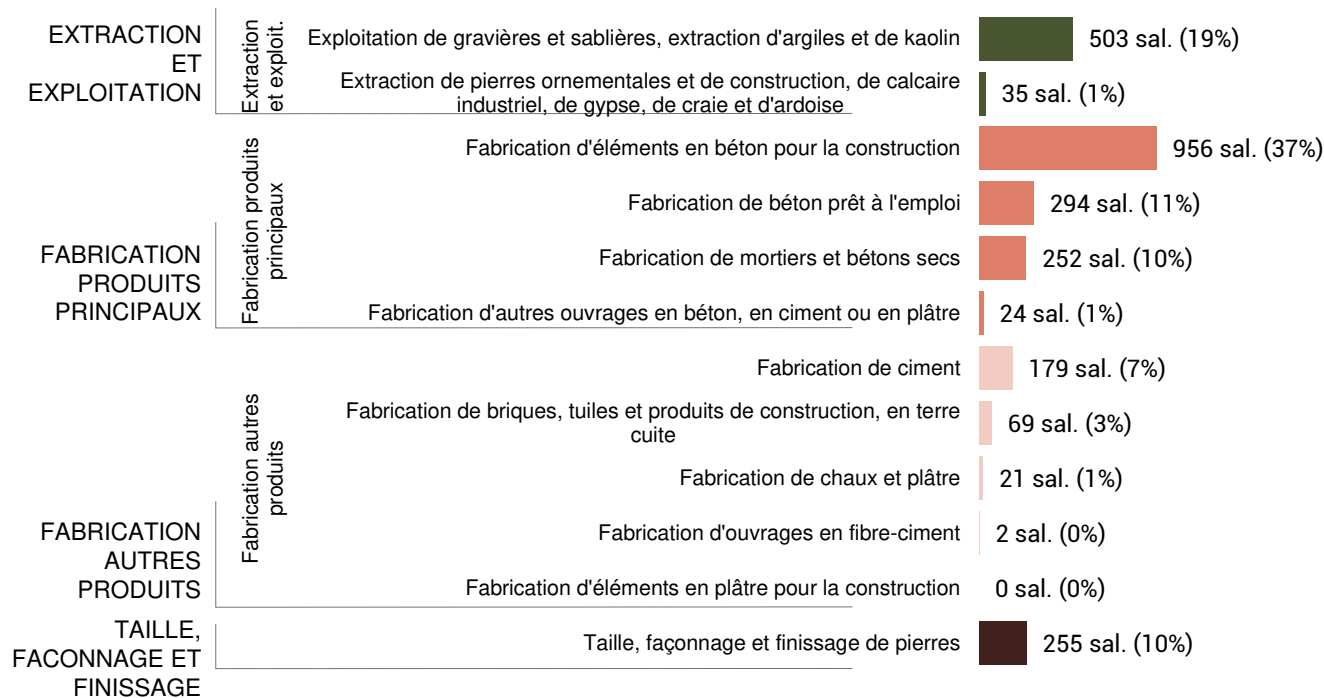 EXTRACTION
ET
EXPLOITATION
Extraction
et exploit.
Exploitation de gravières et sablières, extraction d'argiles et de kaolin
503 sal. (19%)
Extraction de pierres ornementales et de construction, de calcaire
industriel, de gypse, de craie et d'ardoise
35 sal. (1%)
FABRICATION
PRODUITS
PRINCIPAUX
Fabrication produits
principaux
Fabrication d'éléments en béton pour la construction
956 sal. (37%)
Fabrication de béton prêt à l'emploi
294 sal. (11%)
Fabrication de mortiers et bétons secs
252 sal. (10%)
Fabrication d'autres ouvrages en béton, en ciment ou en plâtre
24 sal. (1%)
FABRICATION
AUTRES
PRODUITS
Fabrication autres
produits
Fabrication de ciment
179 sal. (7%)
Fabrication de briques, tuiles et produits de construction, en terre
cuite
69 sal. (3%)
Fabrication de chaux et plâtre
21 sal. (1%)
Fabrication d'ouvrages en fibre-ciment
2 sal. (0%)
Fabrication d'éléments en plâtre pour la construction
0 sal. (0%)
TAILLE,
FACONNAGE ET
FINISSAGE
Taille, façonnage et finissage de pierres
255 sal. (10%)